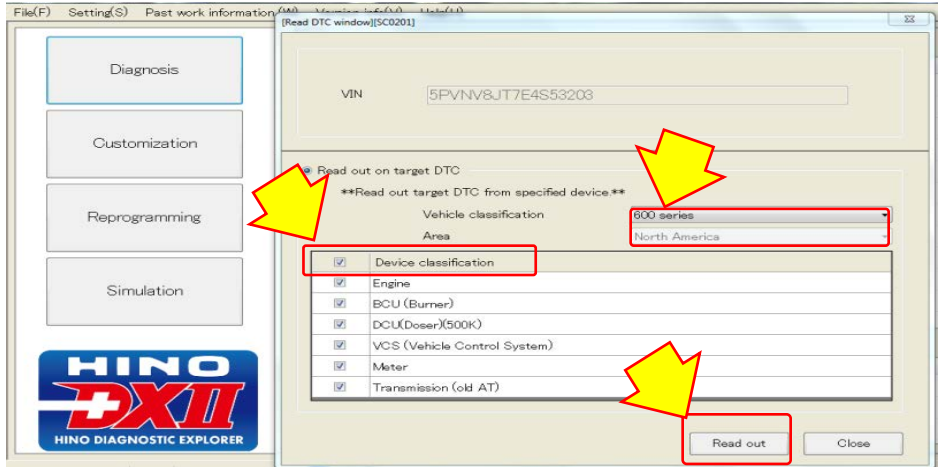 File(F) Setting(S) Past work information(W) Version info(V) Help(H)
[Read DTC window][SC0201]
Diagnosis
Customization
Reprogramming
Simulation
HINO
DXII
HINO DIAGNOSTIC EXPLORER
VIN 5PVNV8JT7E4S53203
Read out on target DTC
**Read out target DTC from specified device.**
Vehicle classification 600 series
Area North America
Device classification
Engine
BCU (Burner)
DCU(Doser)(500K)
VCS (Vehicle Control System)
Meter
Transmission (old AT)
Read out Close